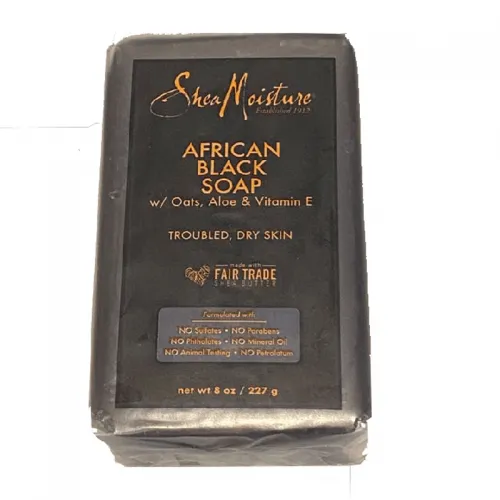 SheaMoisture®
Established 1912
AFRICAN
BLACK
SOAP
w/ Oats, Aloe & Vitamin E
TROUBLED, DRY SKIN
made with
FAIR TRADE
SHEA BUTTER
Formulated with
NO Sulfates • NO Parabens
NO Phthalates • NO Mineral Oil
NO Animal Testing • NO Petrolatum
net wt 8 oz / 227 g